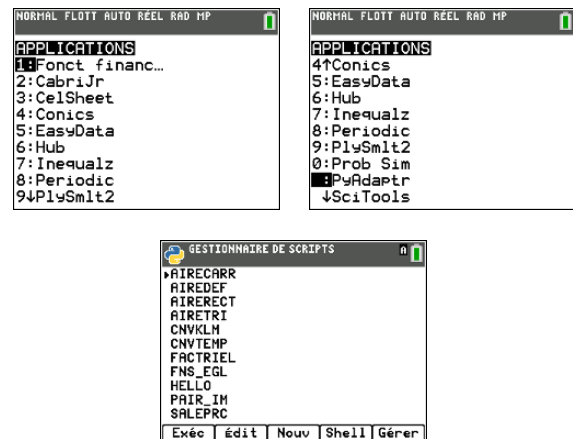 NORMAL FLOTT AUTO RÉEL RAD MP
APPLICATIONS
1:Fonct financ…
2:CabriJr
3:CelSheet
4:Conics
5:EasyData
6:Hub
7:Inequalz
8:Periodic
9↓PlySmlt2
NORMAL FLOTT AUTO RÉEL RAD MP
APPLICATIONS
4↑Conics
5:EasyData
6:Hub
7:Inequalz
8:Periodic
9:PlySmlt2
0:Prob Sim
:PyAdaptr
↓SciTools
GESTIONNAIRE DE SCRIPTS A
▸AIRECARR
AIREDEF
AIRERECT
AIRETRI
CNVKLM
CNVTEMP
FACTRIEL
FNS_EGL
HELLO
PAIR_IM
SALEPRC
Exéc Édit Nouv Shell Gérer